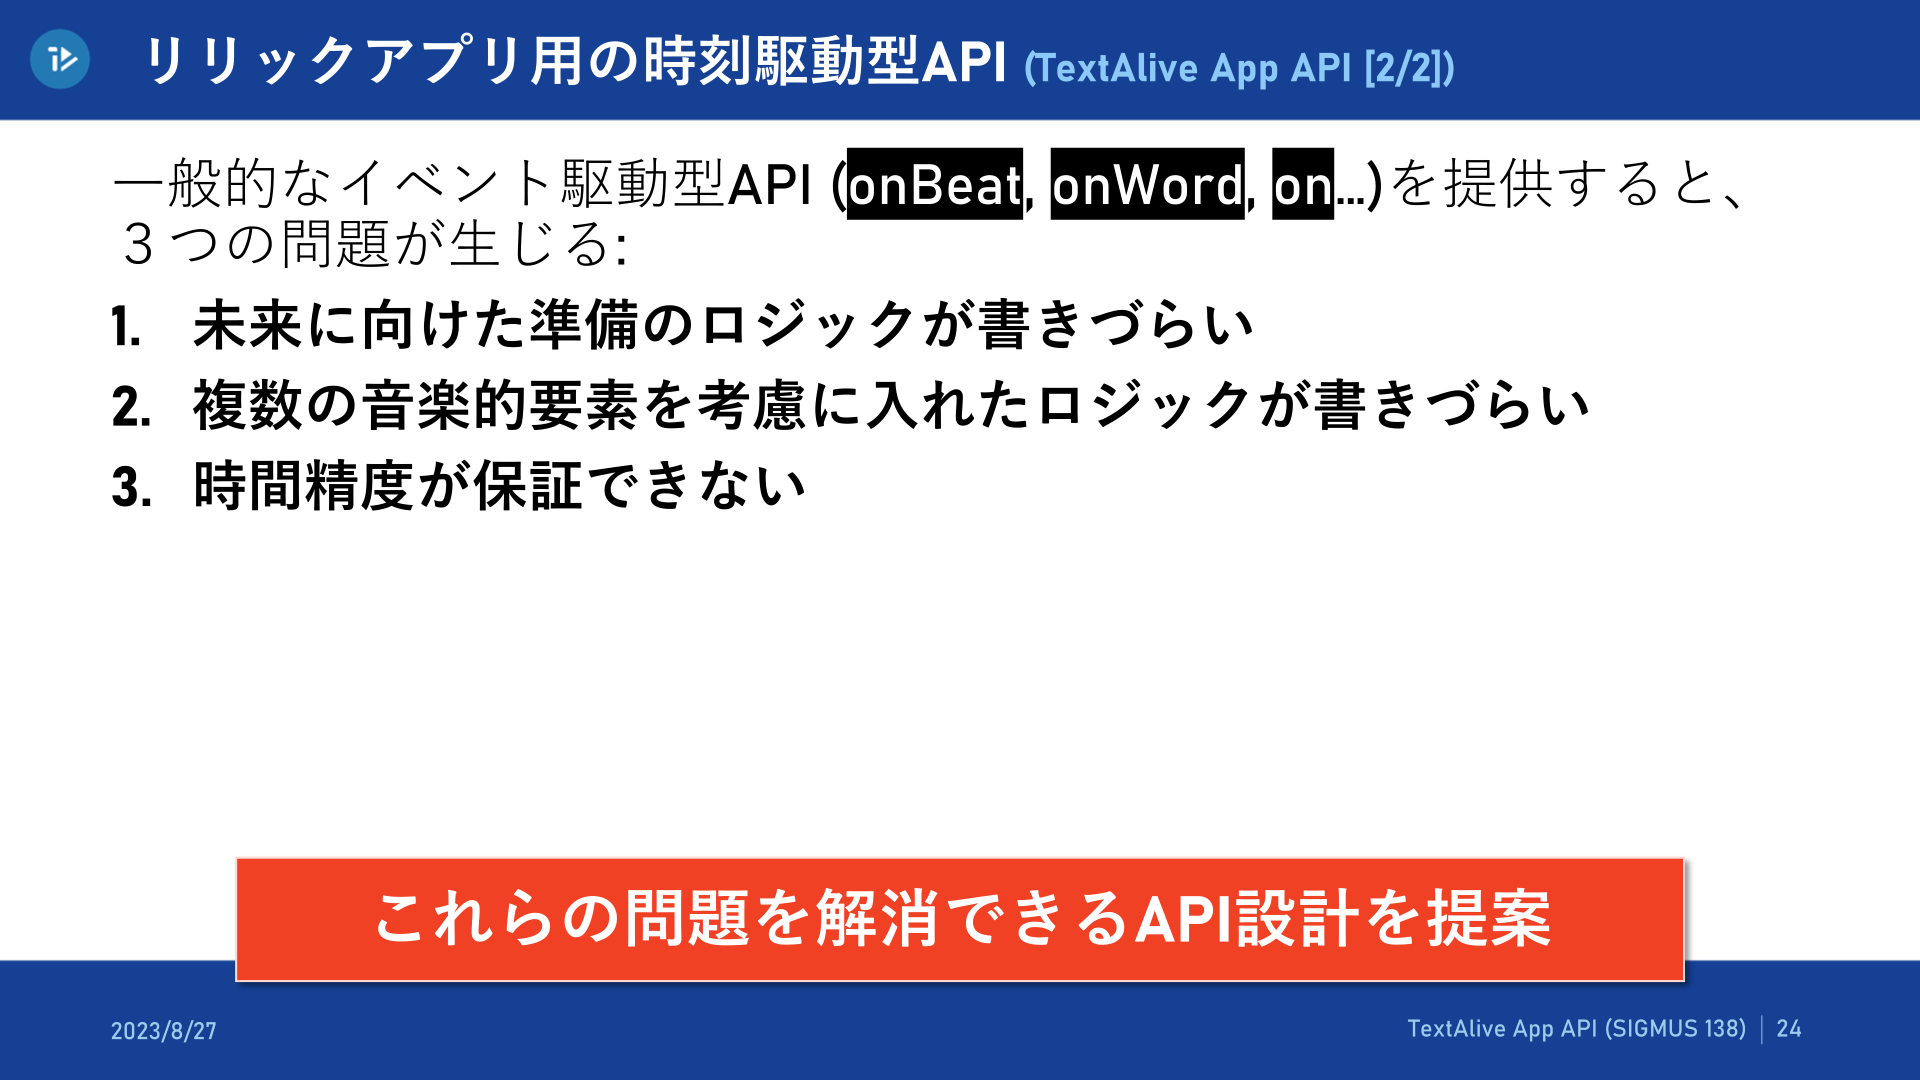 リリックアプリ用の時刻駆動型API (TextAlive App API [2/2])
一般的なイベント駆動型API (onBeat, onWord, on...)を提供すると、
３つの問題が生じる:
1. 未来に向けた準備のロジックが書きづらい
2. 複数の音楽的要素を考慮に入れたロジックが書きづらい
3. 時間精度が保証できない
これらの問題を解消できるAPI設計を提案
2023/8/27
TextAlive App API (SIGMUS 138) | 24